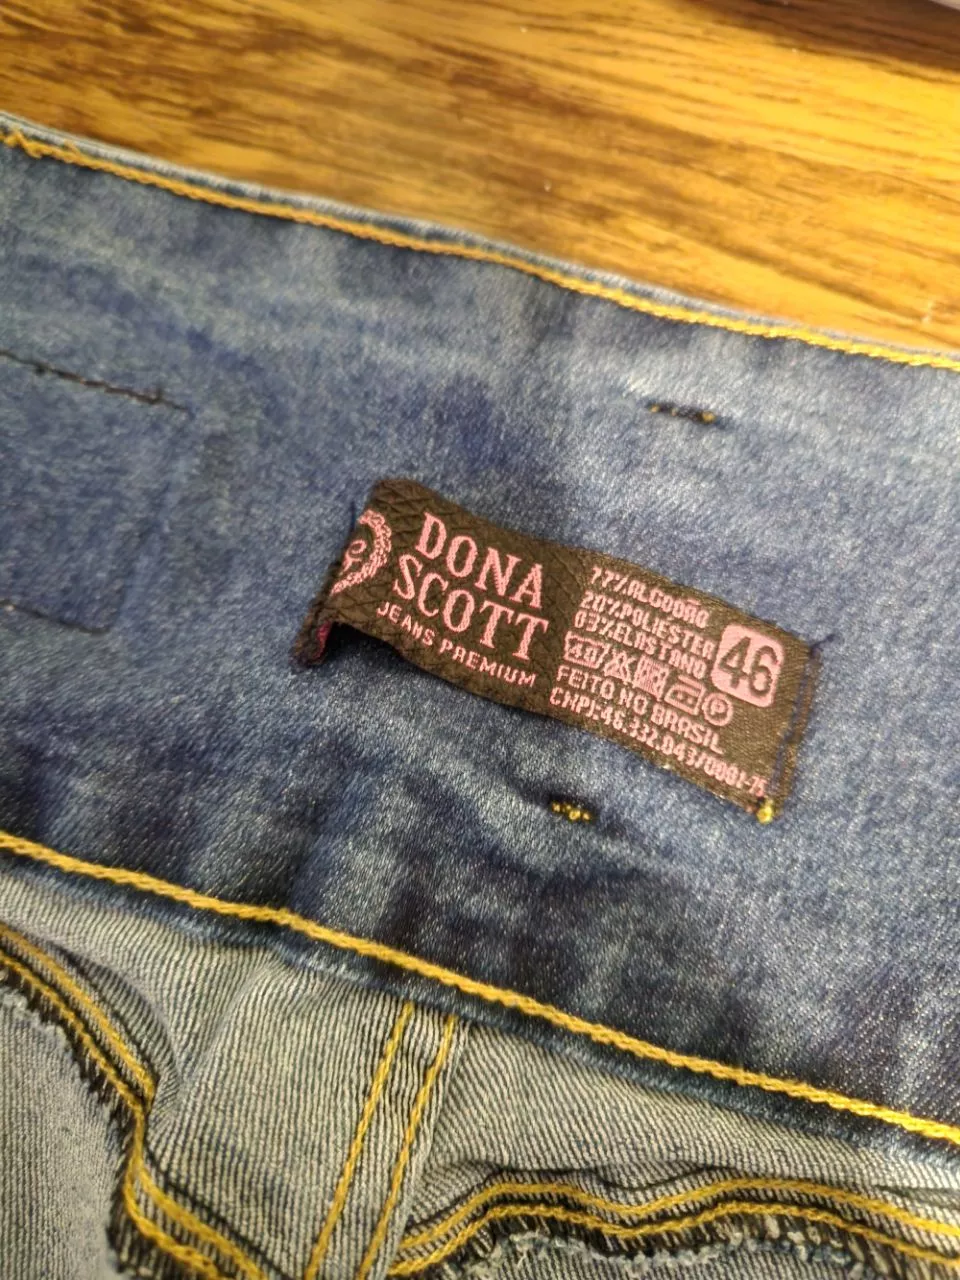 DONA
SCOTT
JEANS PREMIUM
77% ALGODÃO
20% POLIESTER
03% ELASTANO
46
40
P
FEITO NO BRASIL
CNPJ:46.332.043/0001-75